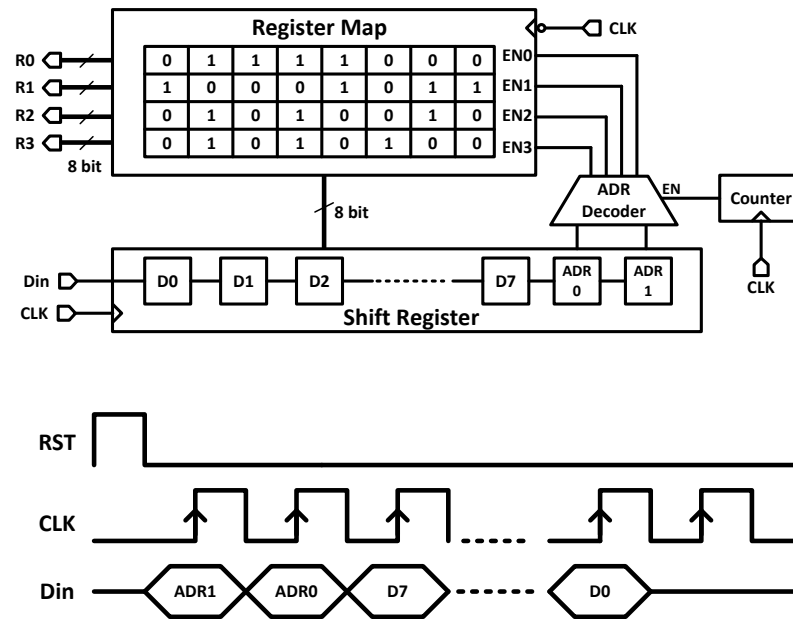 Register Map
CLK
R0 0 1 1 1 1 0 0 0 EN0
R1 1 0 0 0 1 0 1 1 EN1
R2 0 1 0 1 0 0 1 0 EN2
R3 0 1 0 1 0 1 0 0 EN3
8 bit
ADR
Decoder
EN
Counter
8 bit
CLK
Din D0 D1 D2 D7 ADR 0 ADR 1
CLK
Shift Register
RST
CLK
Din ADR1 ADR0 D7 D0